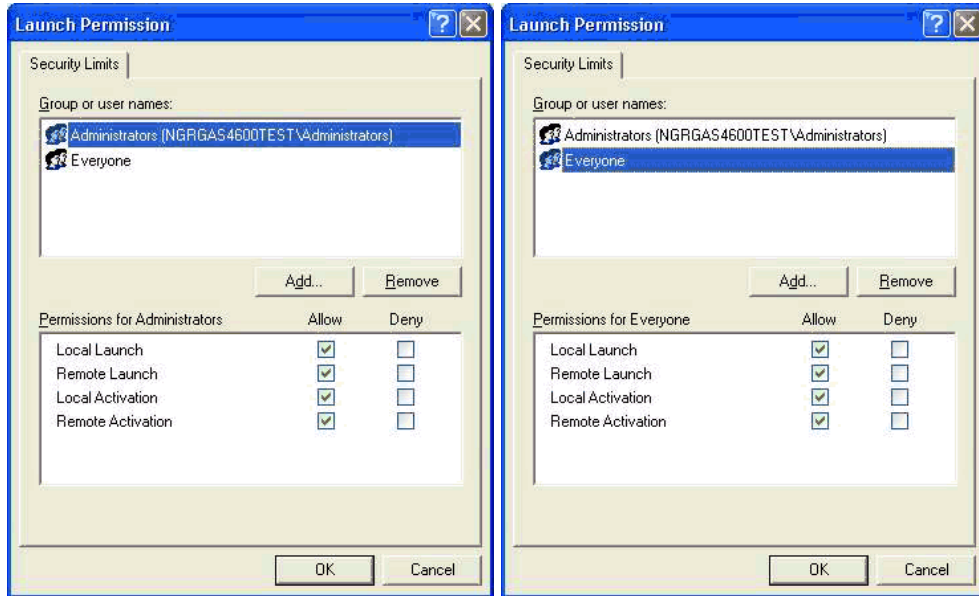 Launch Permission
Security Limits
Group or user names:
Administrators (NGRGAS4600TEST\Administrators)
Everyone
Add... Remove
Permissions for Administrators Allow Deny
Local Launch
Remote Launch
Local Activation
Remote Activation
OK Cancel
Launch Permission
Security Limits
Group or user names:
Administrators (NGRGAS4600TEST\Administrators)
Everyone
Add... Remove
Permissions for Everyone Allow Deny
Local Launch
Remote Launch
Local Activation
Remote Activation
OK Cancel